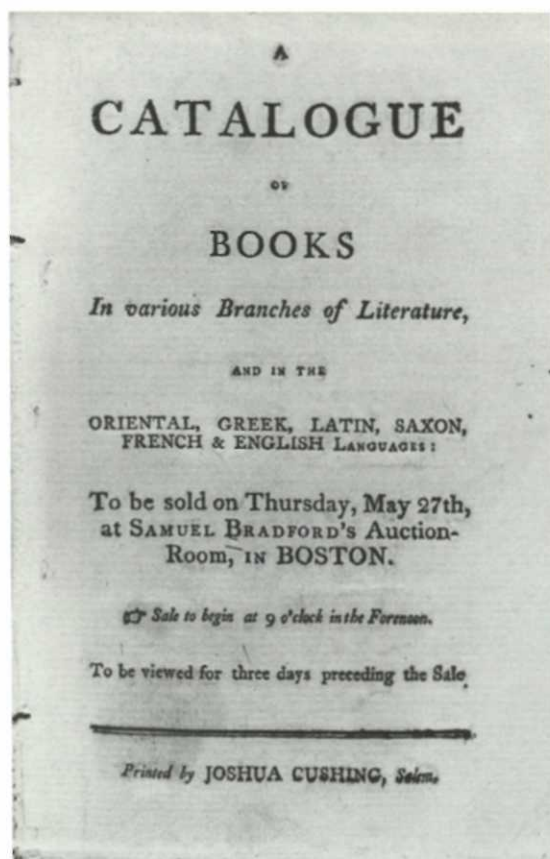 A
CATALOGUE
OF
BOOKS
In various Branches of Literature,
AND IN THE
ORIENTAL, GREEK, LATIN, SAXON,
FRENCH & ENGLISH LANGUAGES:
To be sold on Thursday, May 27th,
at SAMUEL BRADFORD's Auction-
Room, IN BOSTON.
☞ Sale to begin at 9 o'clock in the Forenoon.
To be viewed for three days preceding the Sale.
Printed by JOSHUA CUSHING, Salem.